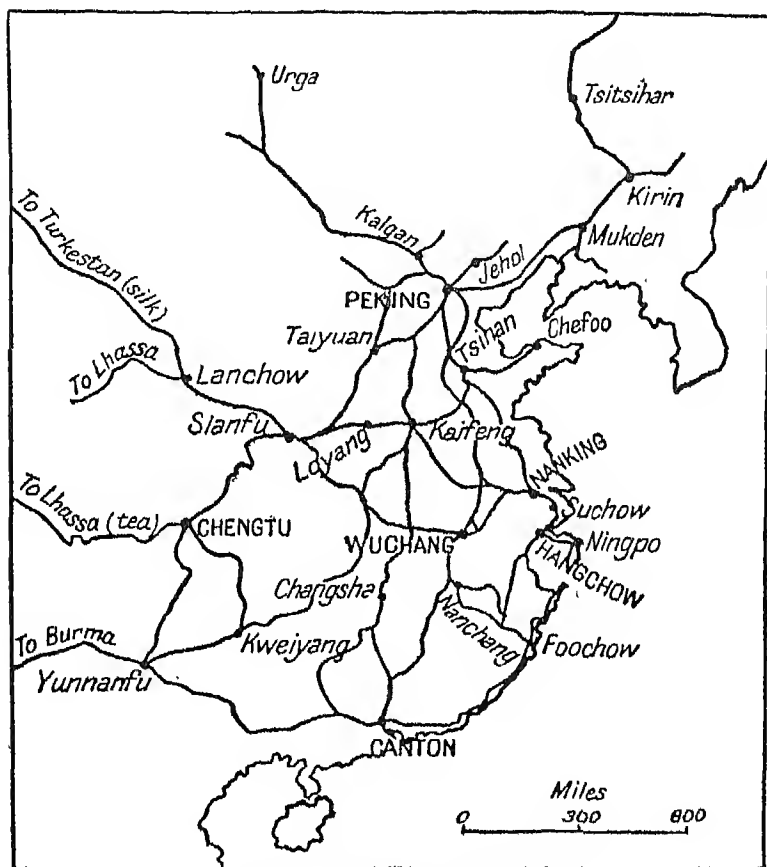 Urga
Tsitsihar
Kirin
Mukden
Kalgan
Jehol
PEKING
To Turkestan (silk)
Taiyuan
Tsihan
Chefoo
To Lhassa
Lanchow
Sianfu
Loyang
Kaifeng
NANKING
Suchow
To Lhassa (tea)
CHENGTU
WUCHANG
HANGCHOW
Ningpo
Changsha
Nanchang
To Burma
Kweiyang
Foochow
Yunnanfu
CANTON
Miles
0 300 600